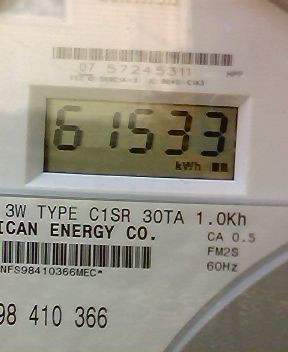 07 57245311 HPP
61533
kWh
3W TYPE C1SR 30TA 1.0Kh
ICAN ENERGY CO.
CA 0.5
FM2S
NFS98410366MEC*
60Hz
98 410 366